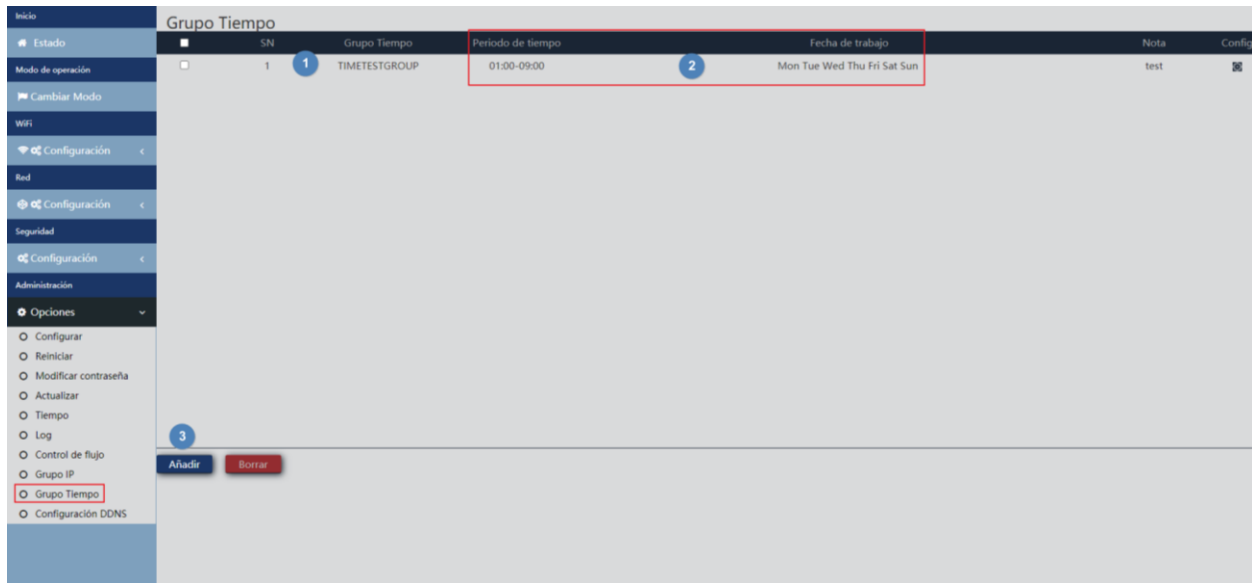 Inicio
Estado
Modo de operación
Cambiar Modo
WiFi
Configuración
Red
Configuración
Seguridad
Configuración
Administración
Opciones
Configurar
Reiniciar
Modificar contraseña
Actualizar
Tiempo
Log
Control de flujo
Grupo IP
Grupo Tiempo
Configuración DDNS
Grupo Tiempo
SN Grupo Tiempo Periodo de tiempo Fecha de trabajo Nota Config
1 1 TIMETESTGROUP 01:00-09:00 2 Mon Tue Wed Thu Fri Sat Sun test
3
Añadir Borrar